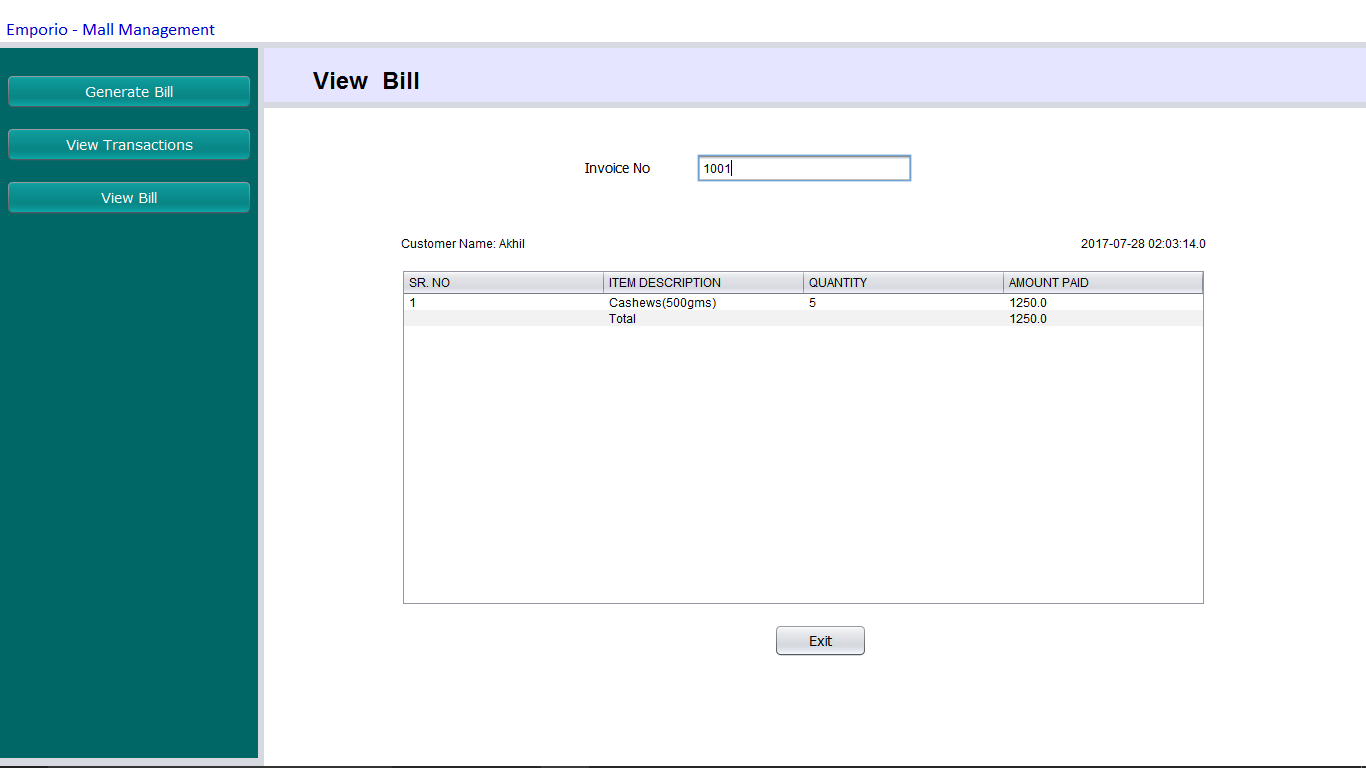 Emporio - Mall Management
Generate Bill
View Transactions
View Bill
View Bill
Invoice No 1001
Customer Name: Akhil 2017-07-28 02:03:14.0
SR. NO ITEM DESCRIPTION QUANTITY AMOUNT PAID
1 Cashews(500gms) 5 1250.0
Total 1250.0
Exit